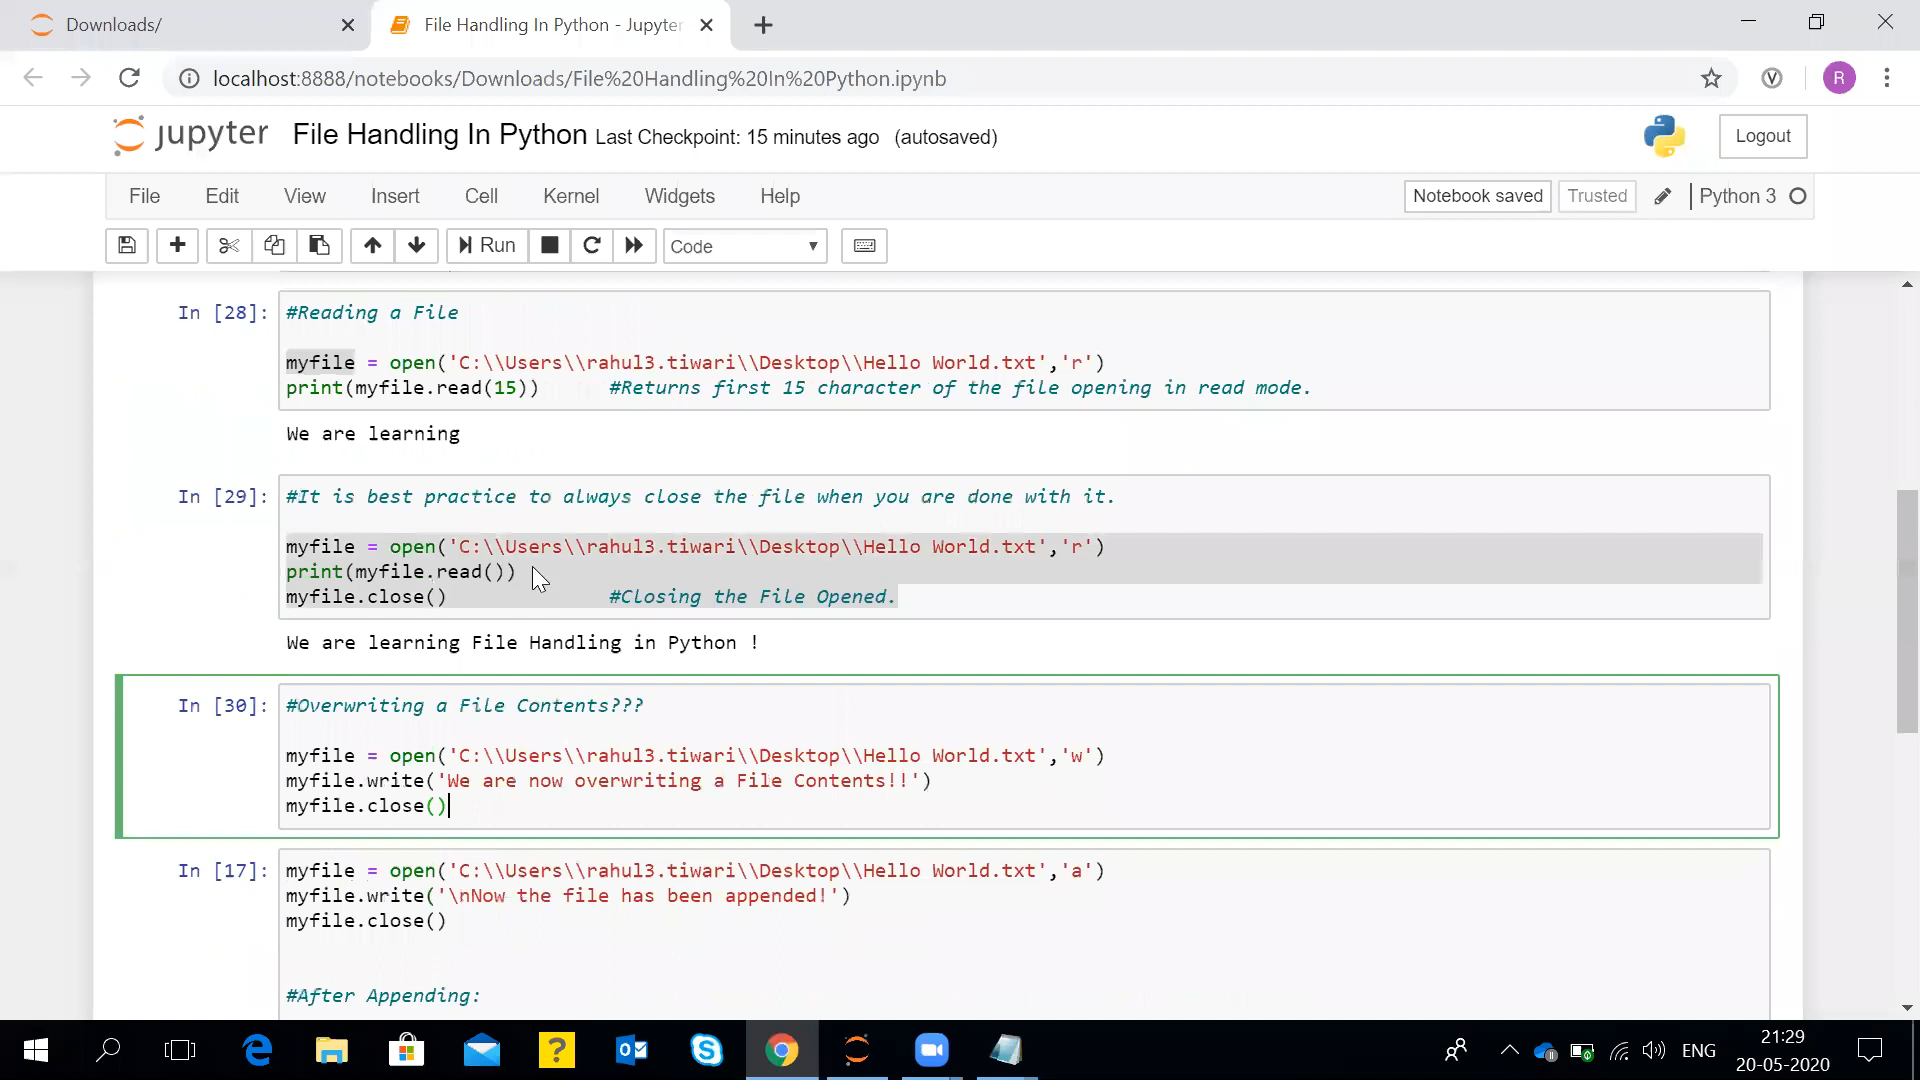 Downloads/
File Handling In Python - Jupyter
localhost:8888/notebooks/Downloads/File%20Handling%20In%20Python.ipynb
R
jupyter File Handling In Python Last Checkpoint: 15 minutes ago (autosaved)
Logout
File Edit View Insert Cell Kernel Widgets Help
Notebook saved Trusted Python 3
Run Code
In [28]: #Reading a File
myfile = open('C:\\Users\\rahul3.tiwari\\Desktop\\Hello World.txt','r')
print(myfile.read(15)) #Returns first 15 character of the file opening in read mode.
We are learning
In [29]: #It is best practice to always close the file when you are done with it.
myfile = open('C:\\Users\\rahul3.tiwari\\Desktop\\Hello World.txt','r')
print(myfile.read())
myfile.close() #Closing the File Opened.
We are learning File Handling in Python !
In [30]: #Overwriting a File Contents???
myfile = open('C:\\Users\\rahul3.tiwari\\Desktop\\Hello World.txt','w')
myfile.write('We are now overwriting a File Contents!!')
myfile.close()
In [17]: myfile = open('C:\\Users\\rahul3.tiwari\\Desktop\\Hello World.txt','a')
myfile.write('\nNow the file has been appended!')
myfile.close()
#After Appending:
ENG
21:29
20-05-2020